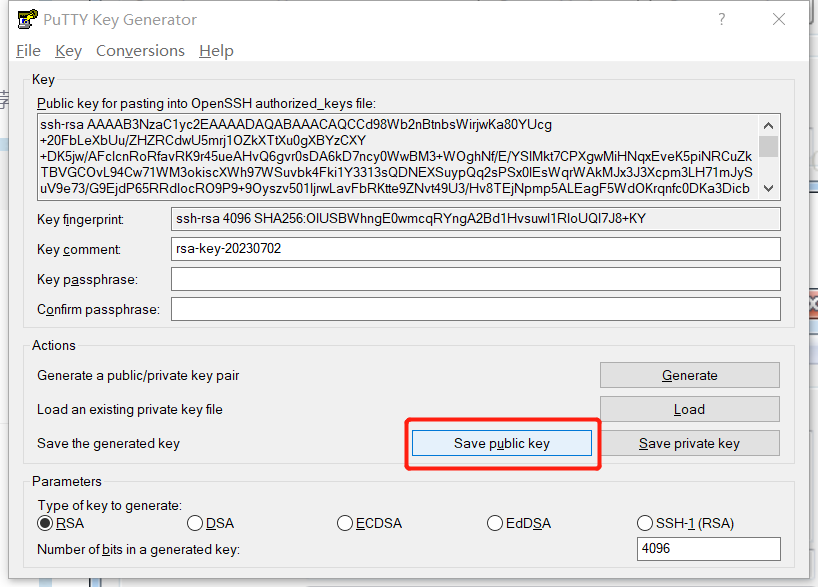 PuTTY Key Generator
?
File Key Conversions Help
Key
Public key for pasting into OpenSSH authorized_keys file:
ssh-rsa AAAAB3NzaC1yc2EAAAADAQABAAACAQCCd98Wb2nBtnbsWirjwKa80YUcg
+20FbLeXbUu/ZHZRCdwU5mrj1OZkXTtXu0gXBYzCXY
+DK5jw/AFcIcnRoRfavRK9r45ueAHvQ6gvr0sDA6kD7ncy0WwBM3+WOghNf/E/YSlMkt7CPXgwMiHNqxEveK5piNRCuZk
TBVGCOvL94Cw71WM3okiscXWh97WSuvbk4Fki1Y3313sQDNEXSuypQq2sPSx0lEsWqrWAkMJx3J3Xcpm3LH71mJyS
uV9e73/G9EjdP65RRdlocRO9P9+9Oyszv501IjrwLavFbRKtte9ZNvt49U3/Hv8TEjNpmp5ALEagF5WdOKrqnfc0DKa3Dicb
Key fingerprint:
ssh-rsa 4096 SHA256:OIUSBWhngE0wmcqRYngA2Bd1Hvsuwl1RloUQI7J8+KY
Key comment:
rsa-key-20230702
Key passphrase:
Confirm passphrase:
Actions
Generate a public/private key pair
Generate
Load an existing private key file
Load
Save the generated key
Save public key
Save private key
Parameters
Type of key to generate:
RSA DSA ECDSA EdDSA SSH-1 (RSA)
Number of bits in a generated key:
4096